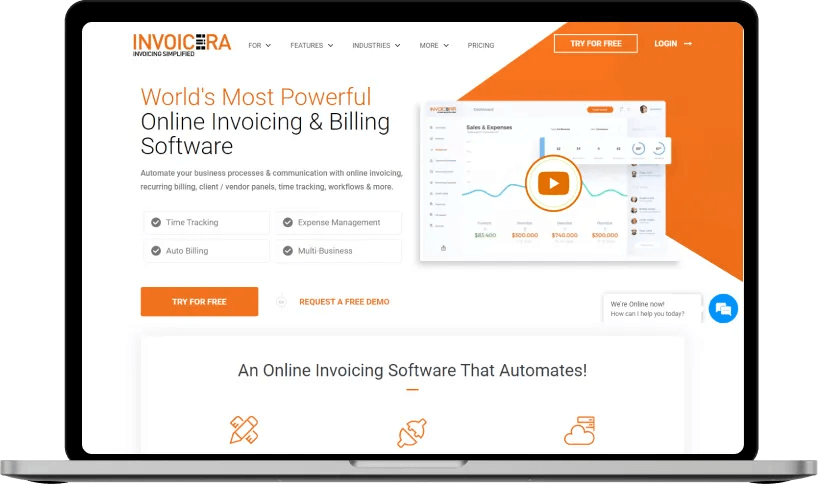 INVOICERA
INVOICING SIMPLIFIED
FOR
FEATURES
INDUSTRIES
MORE
PRICING
TRY FOR FREE
LOGIN
World's Most Powerful
Online Invoicing & Billing
Software
Automate your business processes & communication with online invoicing,
recurring billing, client / vendor panels, time tracking, workflows & more.
Time Tracking
Expense Management
Auto Billing
Multi-Business
TRY FOR FREE
REQUEST A FREE DEMO
INVOICERA
Dashboard
Sales & Expenses
$83,400
$300,000
$740,000
$300,000
We're Online now!
How can I help you today?
An Online Invoicing Software That Automates!